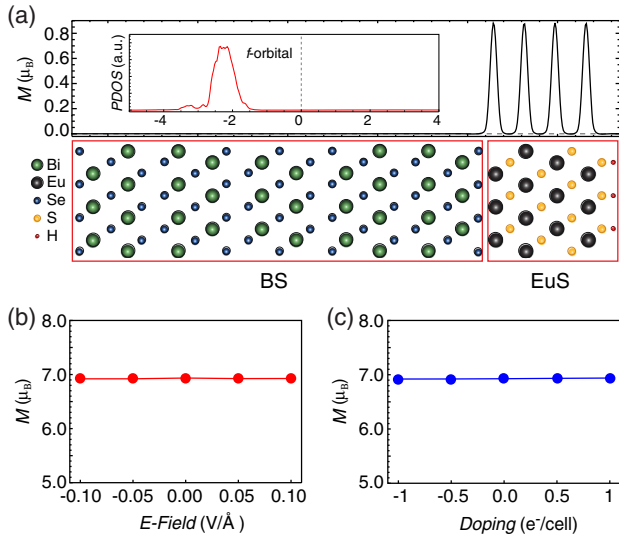 (a)
M (μB)
0.8
0.6
0.4
0.2
0.0
PDOS (a.u.)
f-orbital
-4 -2 0 2 4
Bi
Eu
Se
S
H
BS EuS
(b)
M (μB)
8.0
7.0
6.0
5.0
-0.10 -0.05 0.00 0.05 0.10
E-Field (V/Å)
(c)
M (μB)
8.0
7.0
6.0
5.0
-1 -0.5 0.0 0.5 1
Doping (e⁻/cell)